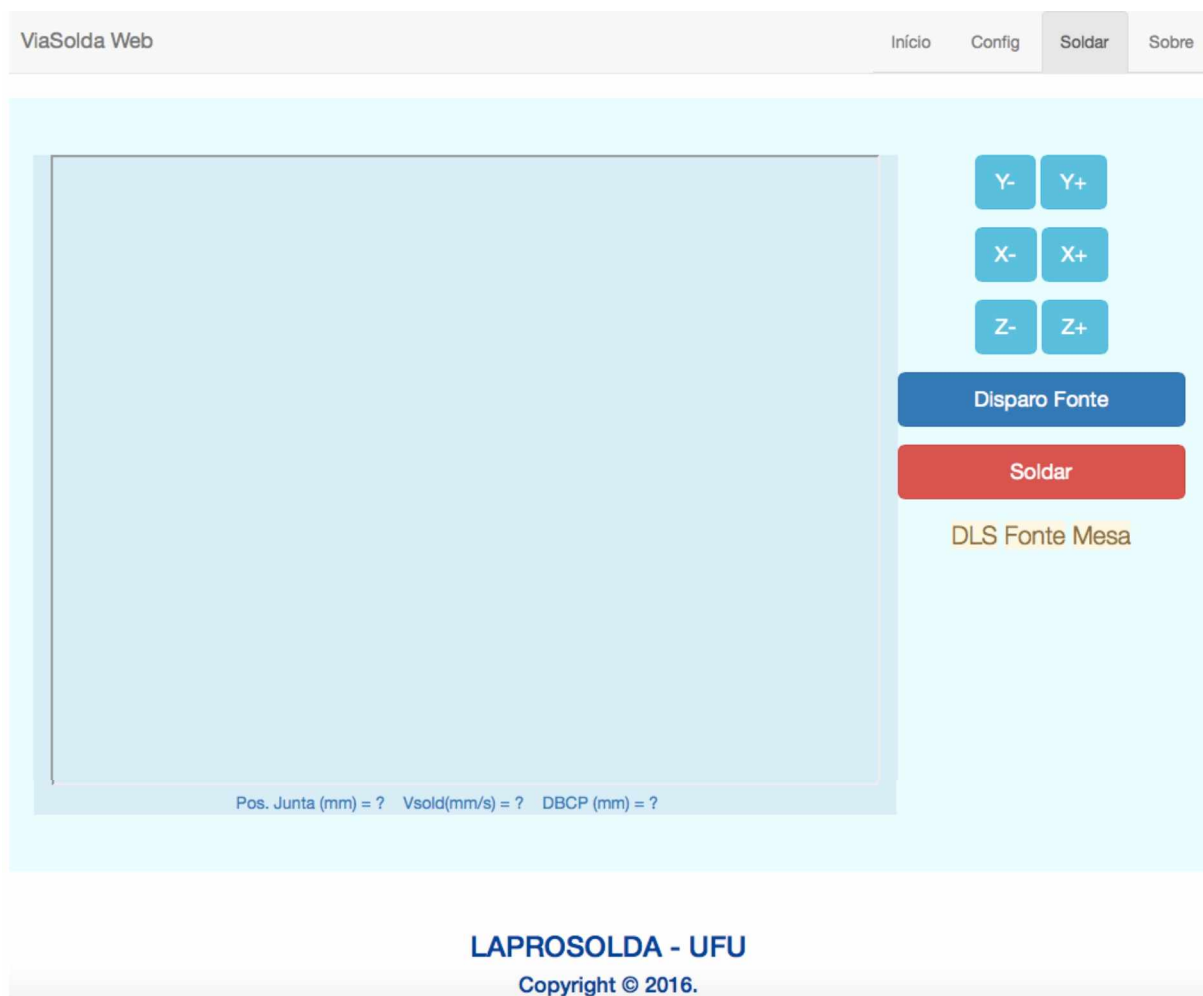 ViaSolda Web Início Config Soldar Sobre
Y- Y+
X- X+
Z- Z+
Disparo Fonte
Soldar
DLS Fonte Mesa
Pos. Junta (mm) = ? Vsold(mm/s) = ? DBCP (mm) = ?
LAPROSOLDA - UFU
Copyright © 2016.